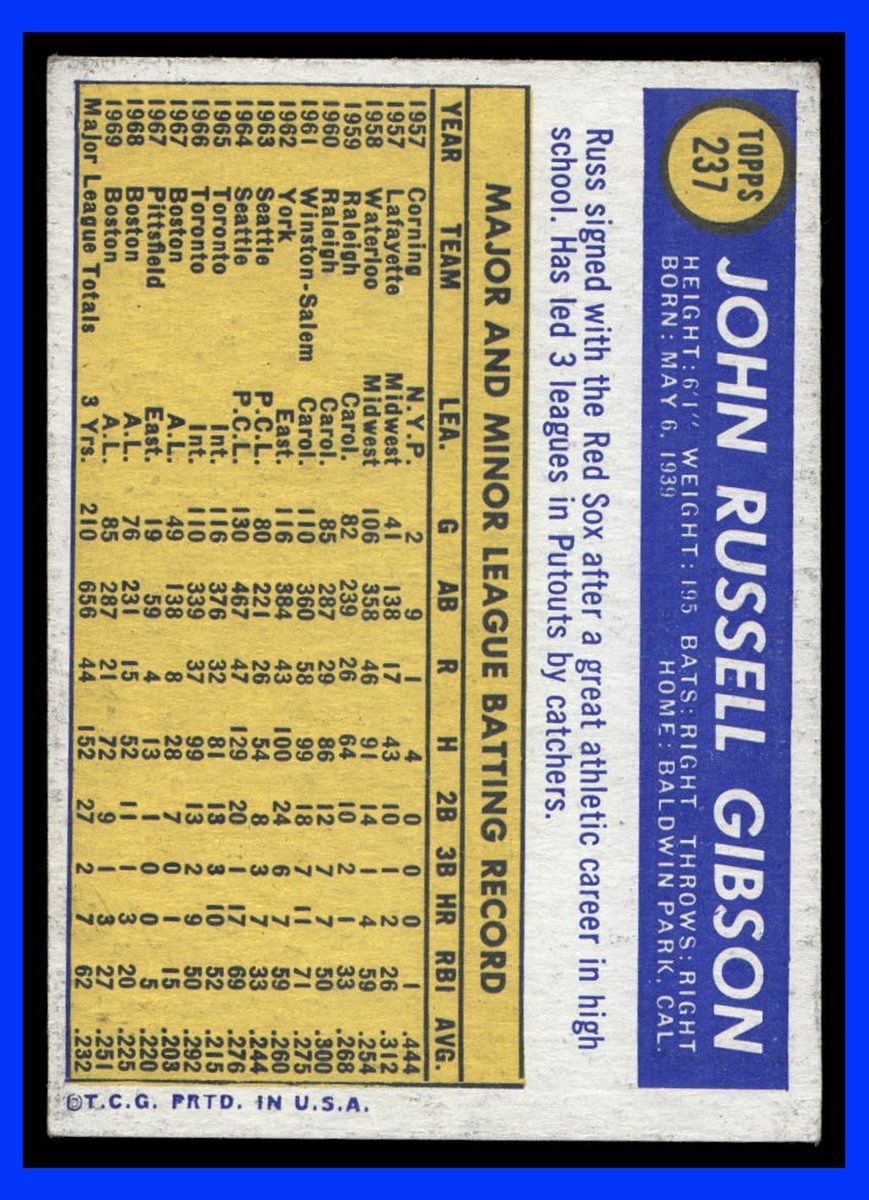 TOPPS
237
JOHN RUSSELL GIBSON
HEIGHT: 6'1" WEIGHT: 195 BATS: RIGHT THROWS: RIGHT
BORN: MAY 6, 1939 HOME: BALDWIN PARK, CAL.
Russ signed with the Red Sox after a great athletic career in high
school. Has led 3 leagues in Putouts by catchers.
MAJOR AND MINOR LEAGUE BATTING RECORD
YEAR TEAM LEA. G AB R H 2B 3B HR RBI AVG.
1957 Corning N.Y.P. 2 9 1 4 0 0 0 1 .444
1957 Lafayette Midwest 41 138 17 43 10 1 2 26 .312
1958 Waterloo Midwest 106 358 46 91 14 1 4 59 .254
1959 Raleigh Carol. 82 239 26 64 10 2 1 33 .268
1960 Raleigh Carol. 85 287 29 86 12 7 7 50 .300
1961 Winston-Salem Carol. 110 360 58 99 18 7 11 71 .275
1962 York East. 116 384 43 100 24 6 7 59 .260
1963 Seattle P.C.L. 80 221 26 54 8 3 7 33 .244
1964 Seattle P.C.L. 130 467 47 129 20 1 17 69 .276
1965 Toronto Int. 116 376 32 81 13 3 10 52 .215
1966 Toronto Int. 110 339 37 99 13 2 9 50 .292
1967 Boston A.L. 49 138 8 28 7 0 1 15 .203
1967 Pittsfield East. 19 59 4 13 1 0 0 5 .220
1968 Boston A.L. 76 231 15 52 11 1 3 20 .225
1969 Boston A.L. 85 287 21 72 9 1 3 27 .251
Major League Totals 3 Yrs. 210 656 44 152 27 2 7 62 .232
©T.C.G. PRTD. IN U.S.A.